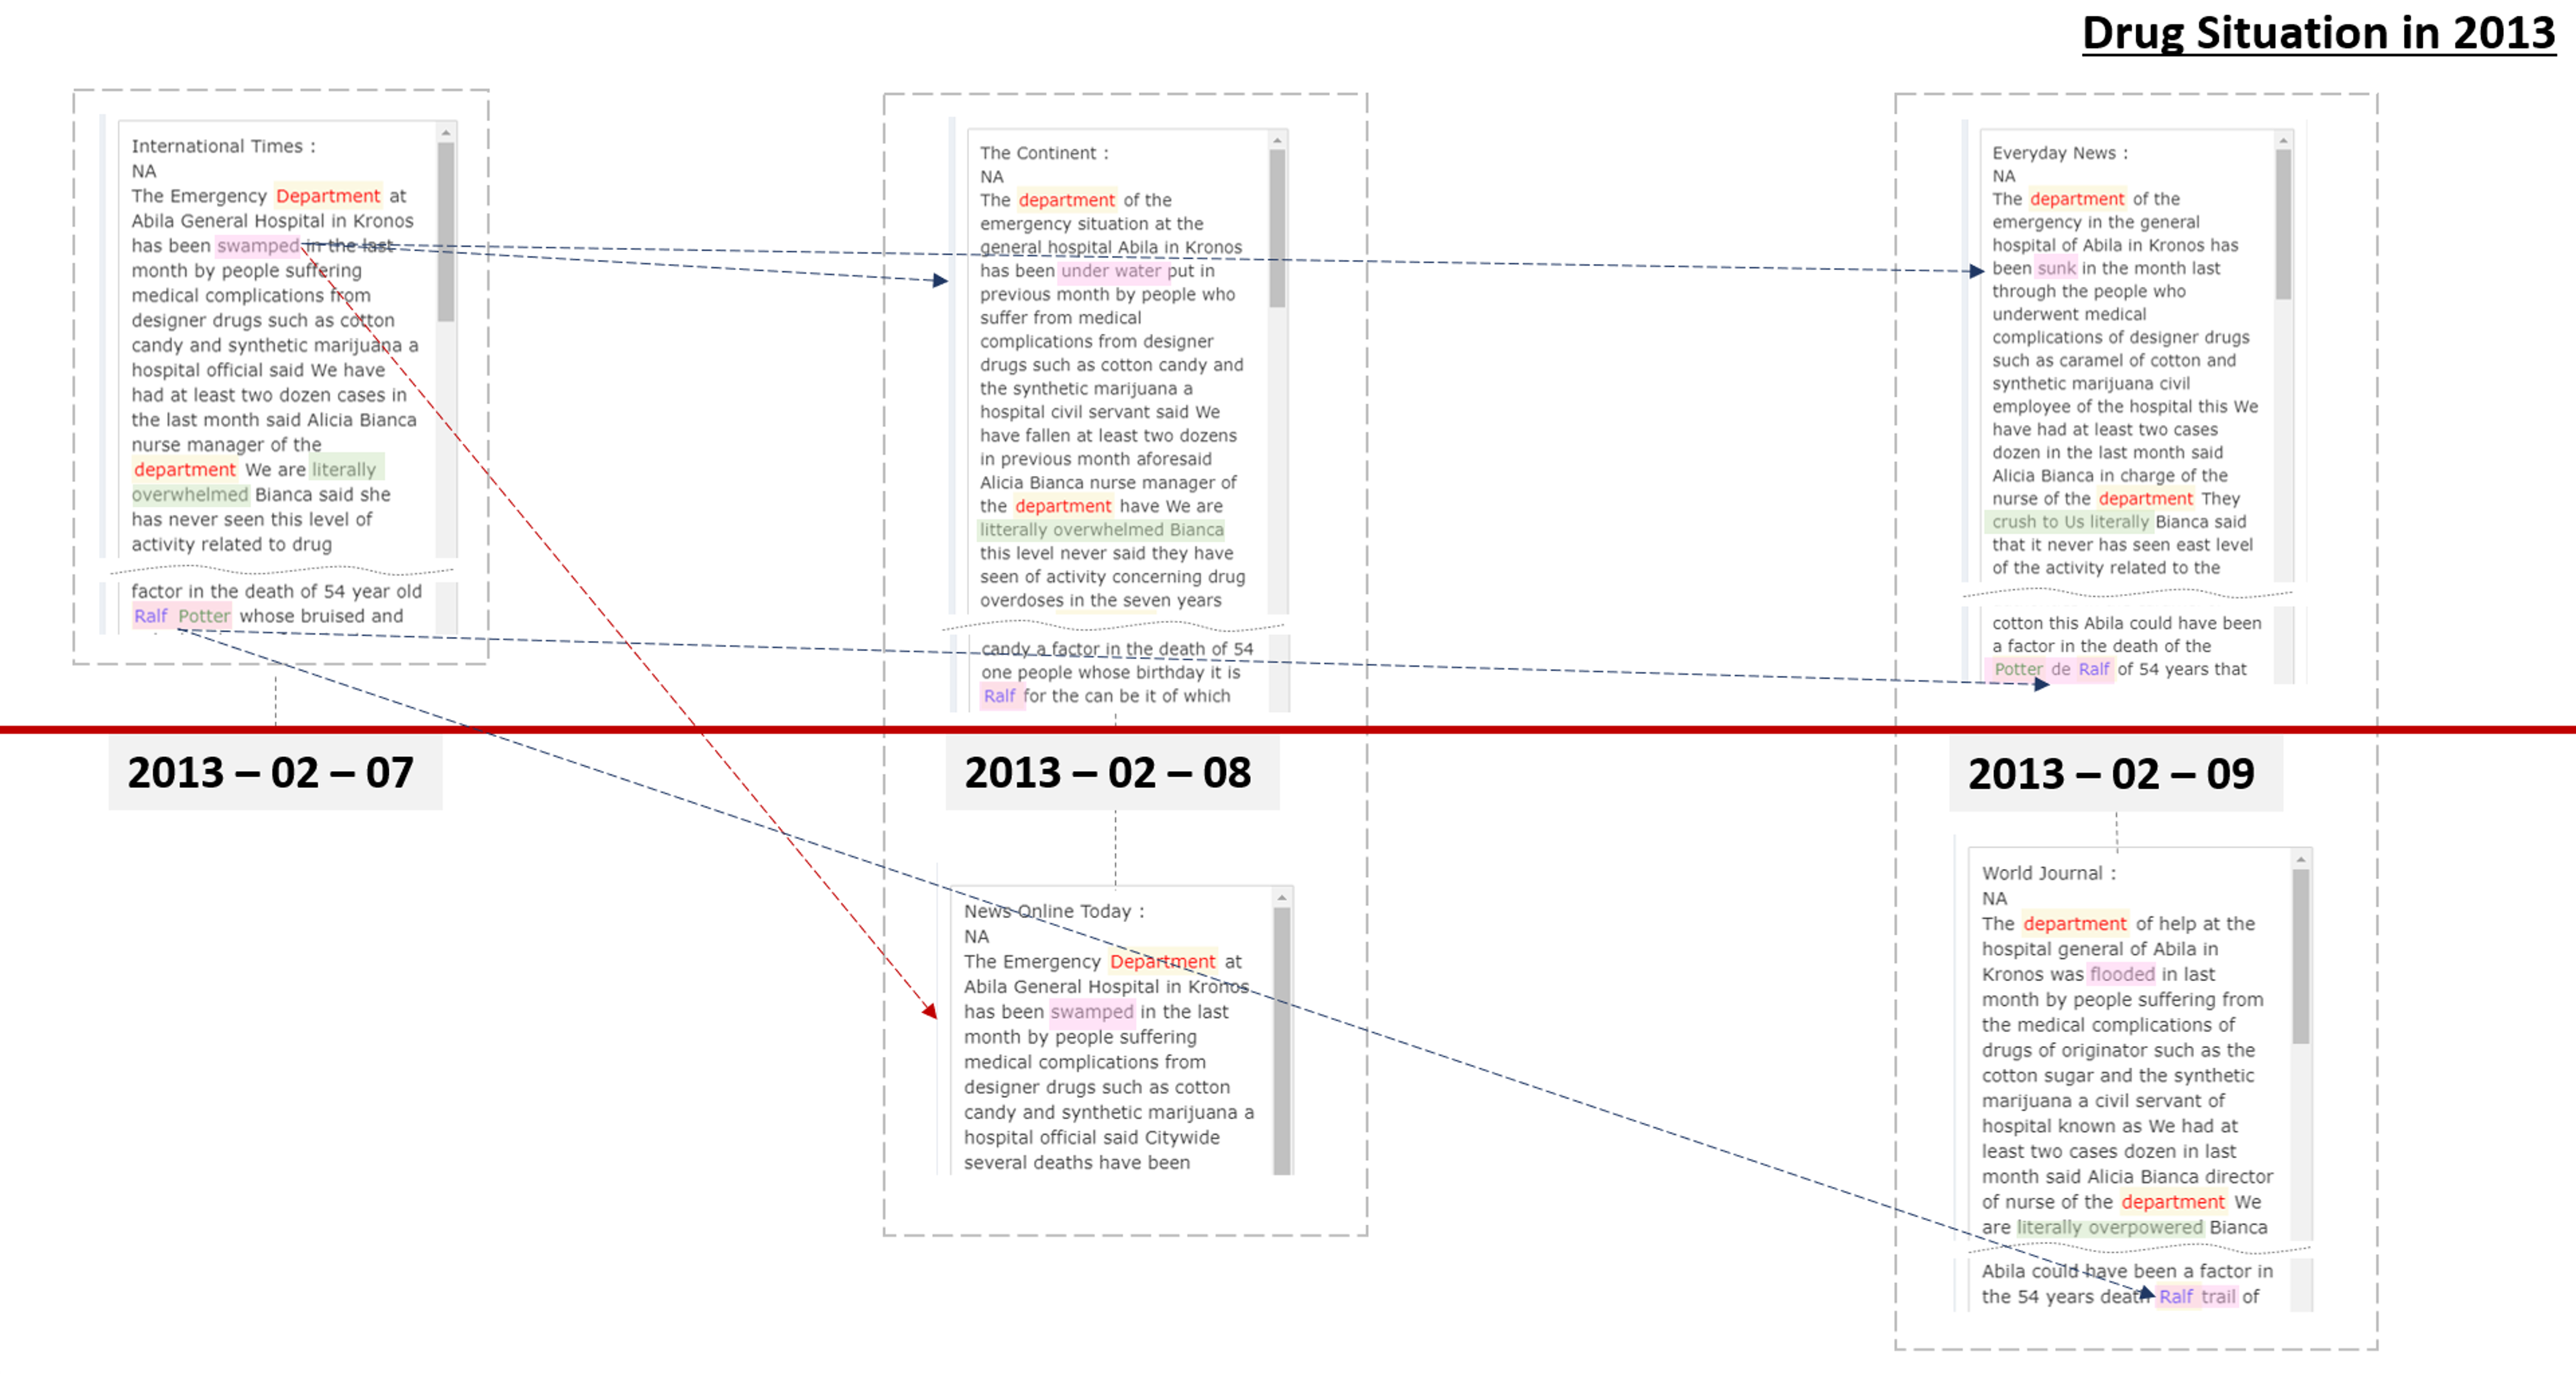 Drug Situation in 2013
International Times :
NA
The Emergency Department at
Abila General Hospital in Kronos
has been swamped in the last
month by people suffering
medical complications from
designer drugs such as cotton
candy and synthetic marijuana a
hospital official said We have
had at least two dozen cases in
the last month said Alicia Bianca
nurse manager of the
department We are literally
overwhelmed Bianca said she
has never seen this level of
activity related to drug
factor in the death of 54 year old
Ralf Potter whose bruised and
2013 – 02 – 07
The Continent :
NA
The department of the
emergency situation at the
general hospital Abila in Kronos
has been under water put in
previous month by people who
suffer from medical
complications from designer
drugs such as cotton candy and
the synthetic marijuana a
hospital civil servant said We
have fallen at least two dozens
in previous month aforesaid
Alicia Bianca nurse manager of
the department have We are
litterally overwhelmed Bianca
this level never said they have
seen of activity concerning drug
overdoses in the seven years
candy a factor in the death of 54
one people whose birthday it is
Ralf for the can be it of which
2013 – 02 – 08
News Online Today :
NA
The Emergency Department at
Abila General Hospital in Kronos
has been swamped in the last
month by people suffering
medical complications from
designer drugs such as cotton
candy and synthetic marijuana a
hospital official said Citywide
several deaths have been
Everyday News :
NA
The department of the
emergency in the general
hospital of Abila in Kronos has
been sunk in the month last
through the people who
underwent medical
complications of designer drugs
such as caramel of cotton and
synthetic marijuana civil
employee of the hospital this We
have had at least two cases
dozen in the last month said
Alicia Bianca in charge of the
nurse of the department They
crush to Us literally Bianca said
that it never has seen east level
of the activity related to the
cotton this Abila could have been
a factor in the death of the
Potter de Ralf of 54 years that
2013 – 02 – 09
World Journal :
NA
The department of help at the
hospital general of Abila in
Kronos was flooded in last
month by people suffering from
the medical complications of
drugs of originator such as the
cotton sugar and the synthetic
marijuana a civil servant of
hospital known as We had at
least two cases dozen in last
month said Alicia Bianca director
of nurse of the department We
are literally overpowered Bianca
Abila could have been a factor in
the 54 years death Ralf trail of